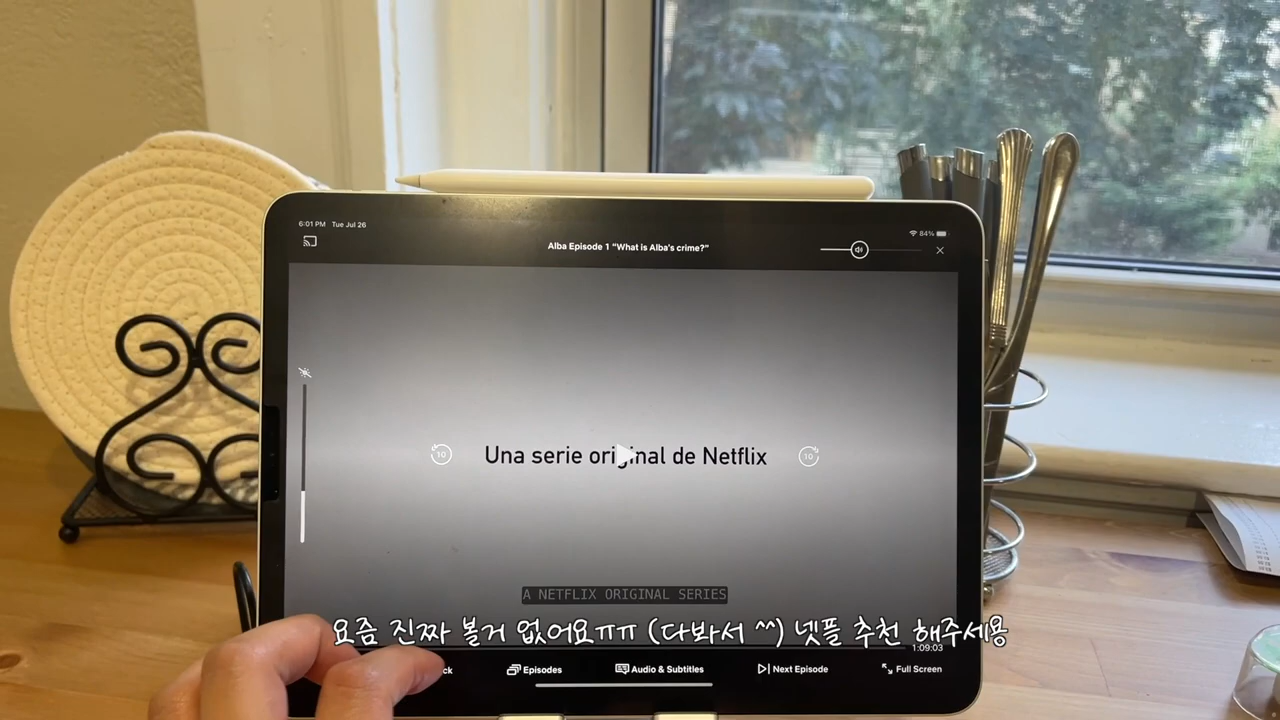 6:01 PM Tue Jul 26
84%
Alba Episode 1 "What is Alba's crime?"
10
Una serie original de Netflix
10
A NETFLIX ORIGINAL SERIES
요즘 진짜 볼거 없어요ㅠㅠ (다봐서 ^^) 넷플 추천 해주세용
1:09:03
Episodes
Audio & Subtitles
Next Episode
Full Screen